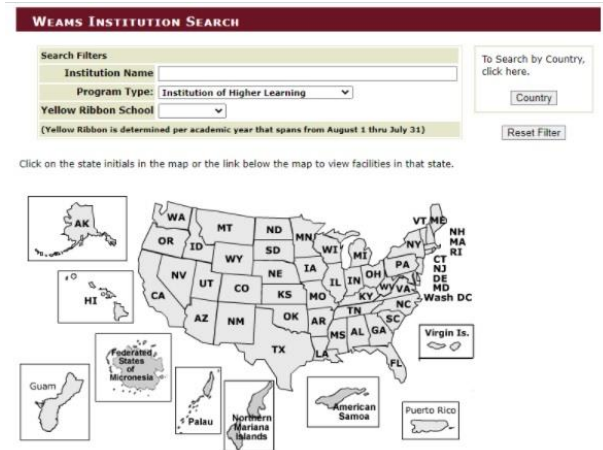 WEAMS INSTITUTION SEARCH
Search Filters
Institution Name
Program Type: Institution of Higher Learning
Yellow Ribbon School
(Yellow Ribbon is determined per academic year that spans from August 1 thru July 31)
To Search by Country,
click here.
Country
Reset Filter
Click on the state initials in the map or the link below the map to view facilities in that state.
AK
HI
WA
OR
ID
MT
ND
MN
SD
WY
WI
MI
NY
VT ME
NH
MA
RI
CT
NJ
DE
MD
Wash DC
NV
UT
CA
CO
NE
IA
IL
IN
OH
PA
WV
VA
KS
MO
KY
NC
TN
AZ
NM
OK
AR
SC
MS
AL
GA
TX
LA
FL
Virgin Is.
Guam
Federated
States
of
Micronesia
Palau
Northern
Mariana
Islands
American
Samoa
Puerto Rico